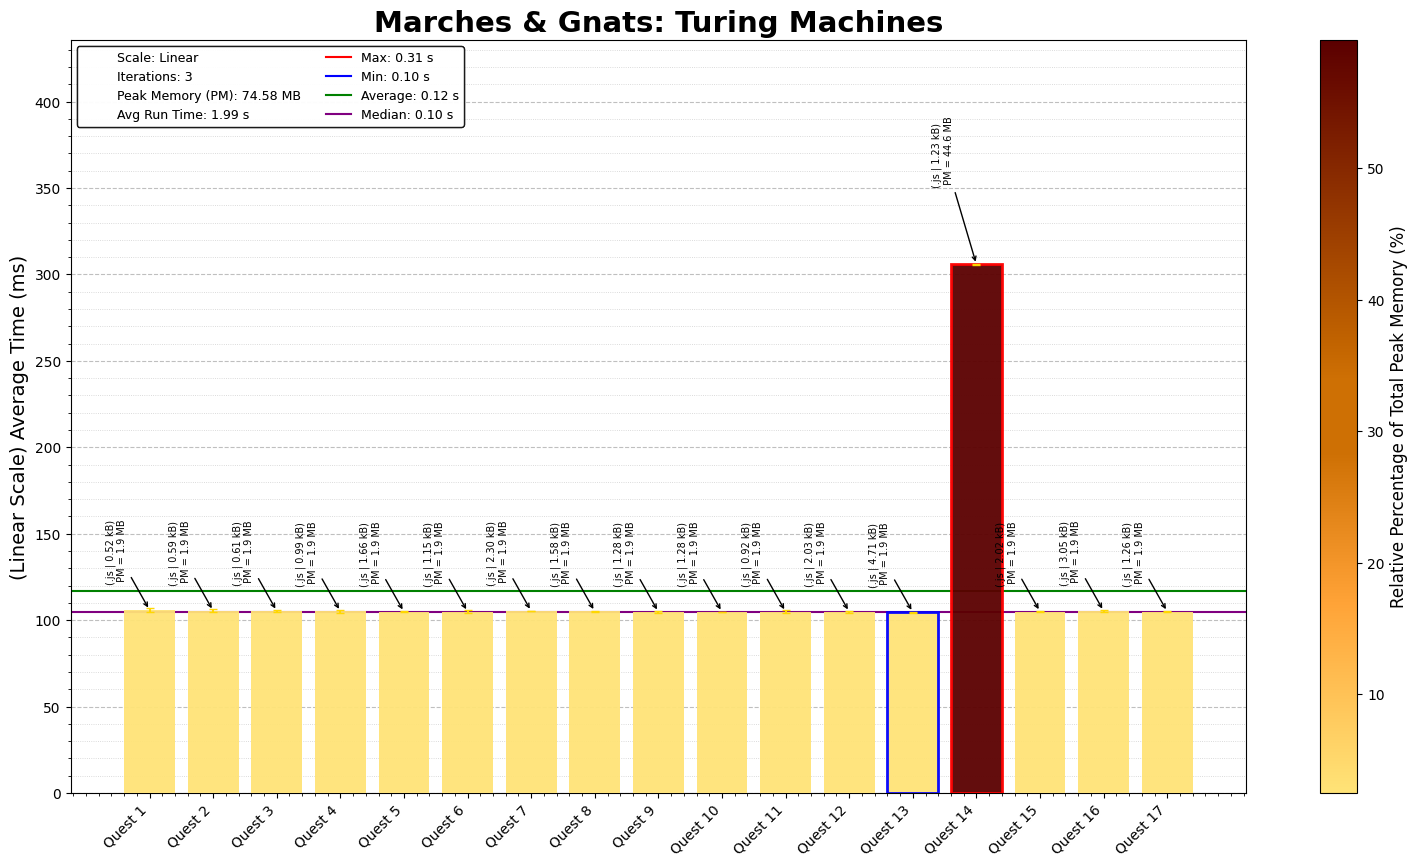 Marches & Gnats: Turing Machines
Scale: Linear
Iterations: 3
Peak Memory (PM): 74.58 MB
Avg Run Time: 1.99 s
Max: 0.31 s
Min: 0.10 s
Average: 0.12 s
Median: 0.10 s
(Linear Scale) Average Time (ms)
400
350
300
250
200
150
100
50
0
(.js | 0.52 kB)
PM = 1.9 MB
(.js | 0.59 kB)
PM = 1.9 MB
(.js | 0.61 kB)
PM = 1.9 MB
(.js | 0.99 kB)
PM = 1.9 MB
(.js | 1.66 kB)
PM = 1.9 MB
(.js | 1.15 kB)
PM = 1.9 MB
(.js | 2.30 kB)
PM = 1.9 MB
(.js | 1.58 kB)
PM = 1.9 MB
(.js | 1.28 kB)
PM = 1.9 MB
(.js | 1.28 kB)
PM = 1.9 MB
(.js | 0.92 kB)
PM = 1.9 MB
(.js | 2.03 kB)
PM = 1.9 MB
(.js | 4.71 kB)
PM = 1.9 MB
(.js | 1.23 kB)
PM = 44.6 MB
(.js | 2.02 kB)
PM = 1.9 MB
(.js | 3.05 kB)
PM = 1.9 MB
(.js | 1.26 kB)
PM = 1.9 MB
Quest 1
Quest 2
Quest 3
Quest 4
Quest 5
Quest 6
Quest 7
Quest 8
Quest 9
Quest 10
Quest 11
Quest 12
Quest 13
Quest 14
Quest 15
Quest 16
Quest 17
50
40
30
20
10
Relative Percentage of Total Peak Memory (%)